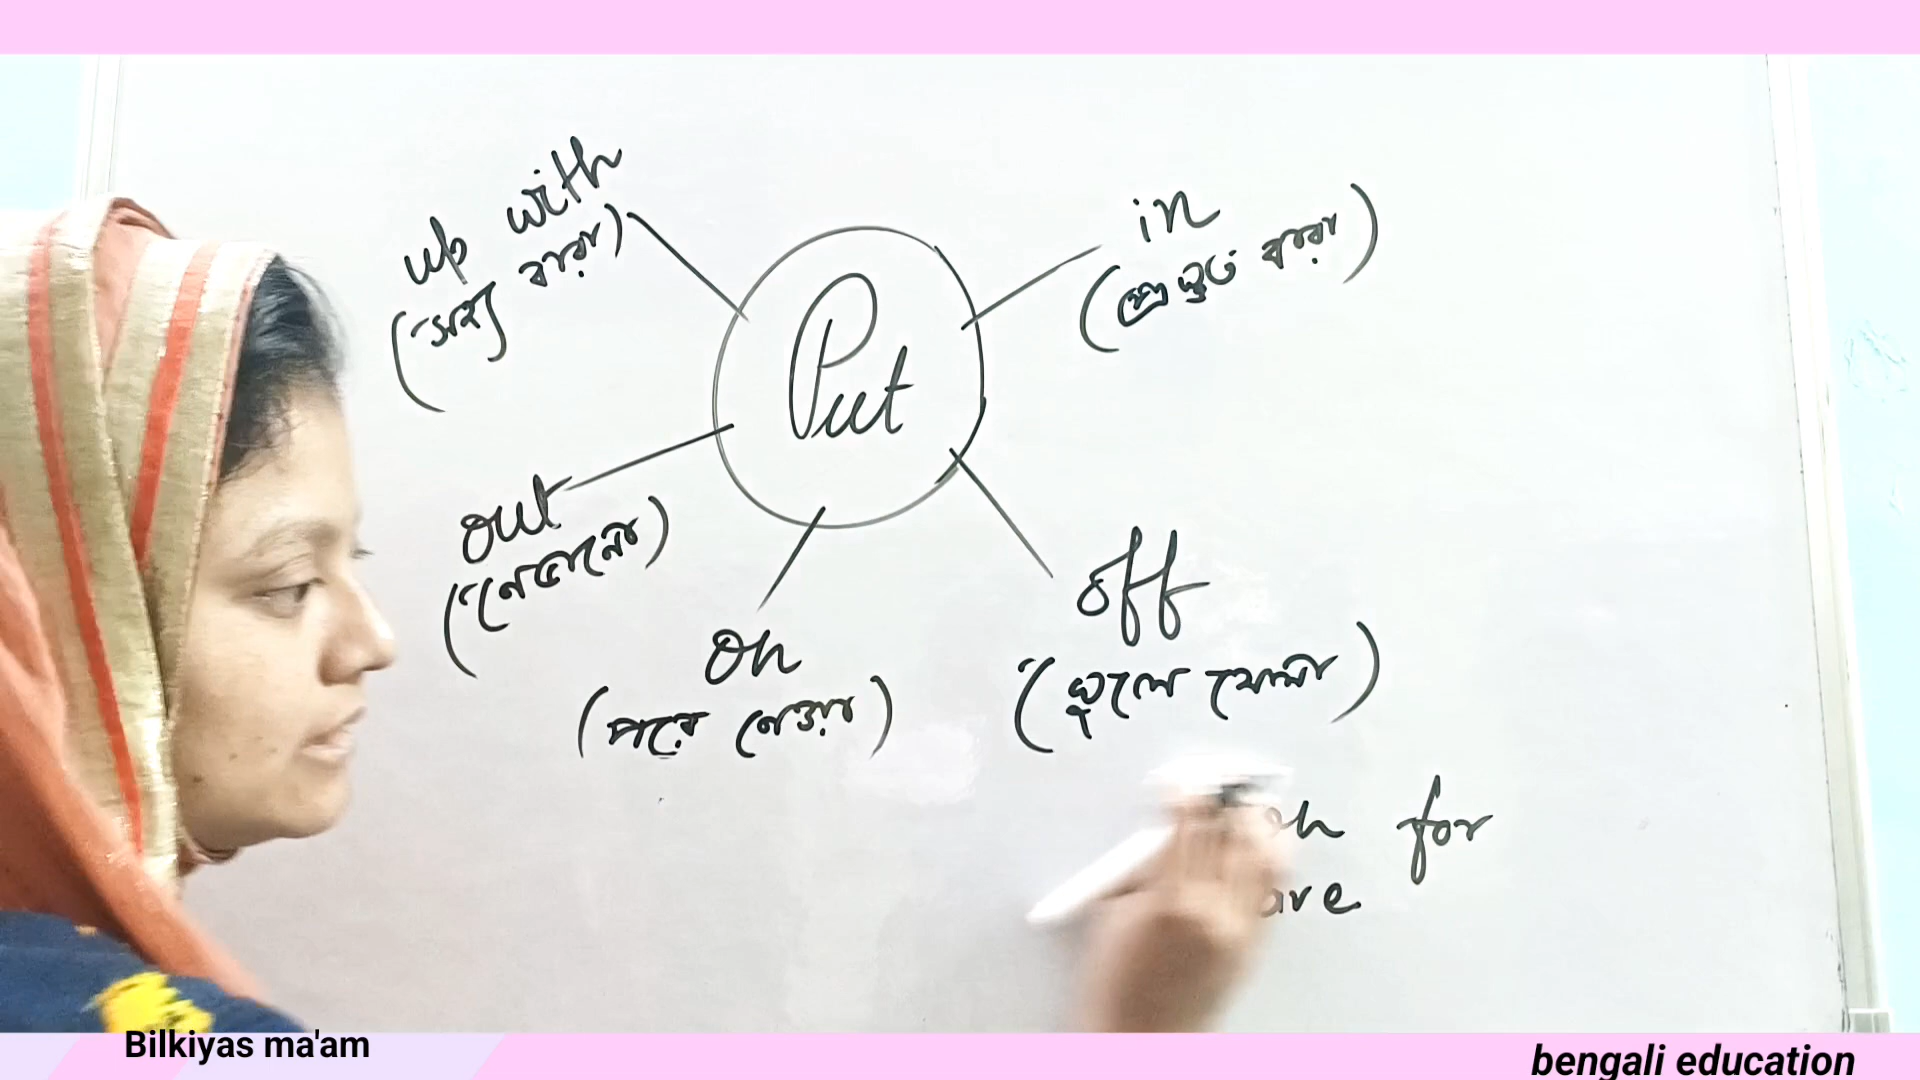 up with
(সহ্য করা)
in
(প্রস্তুত করা)
Put
out
(নেভানো)
on
(পরে নেওয়া)
off
(খুলে ফেলা)
for
Bilkiyas ma'am
bengali education